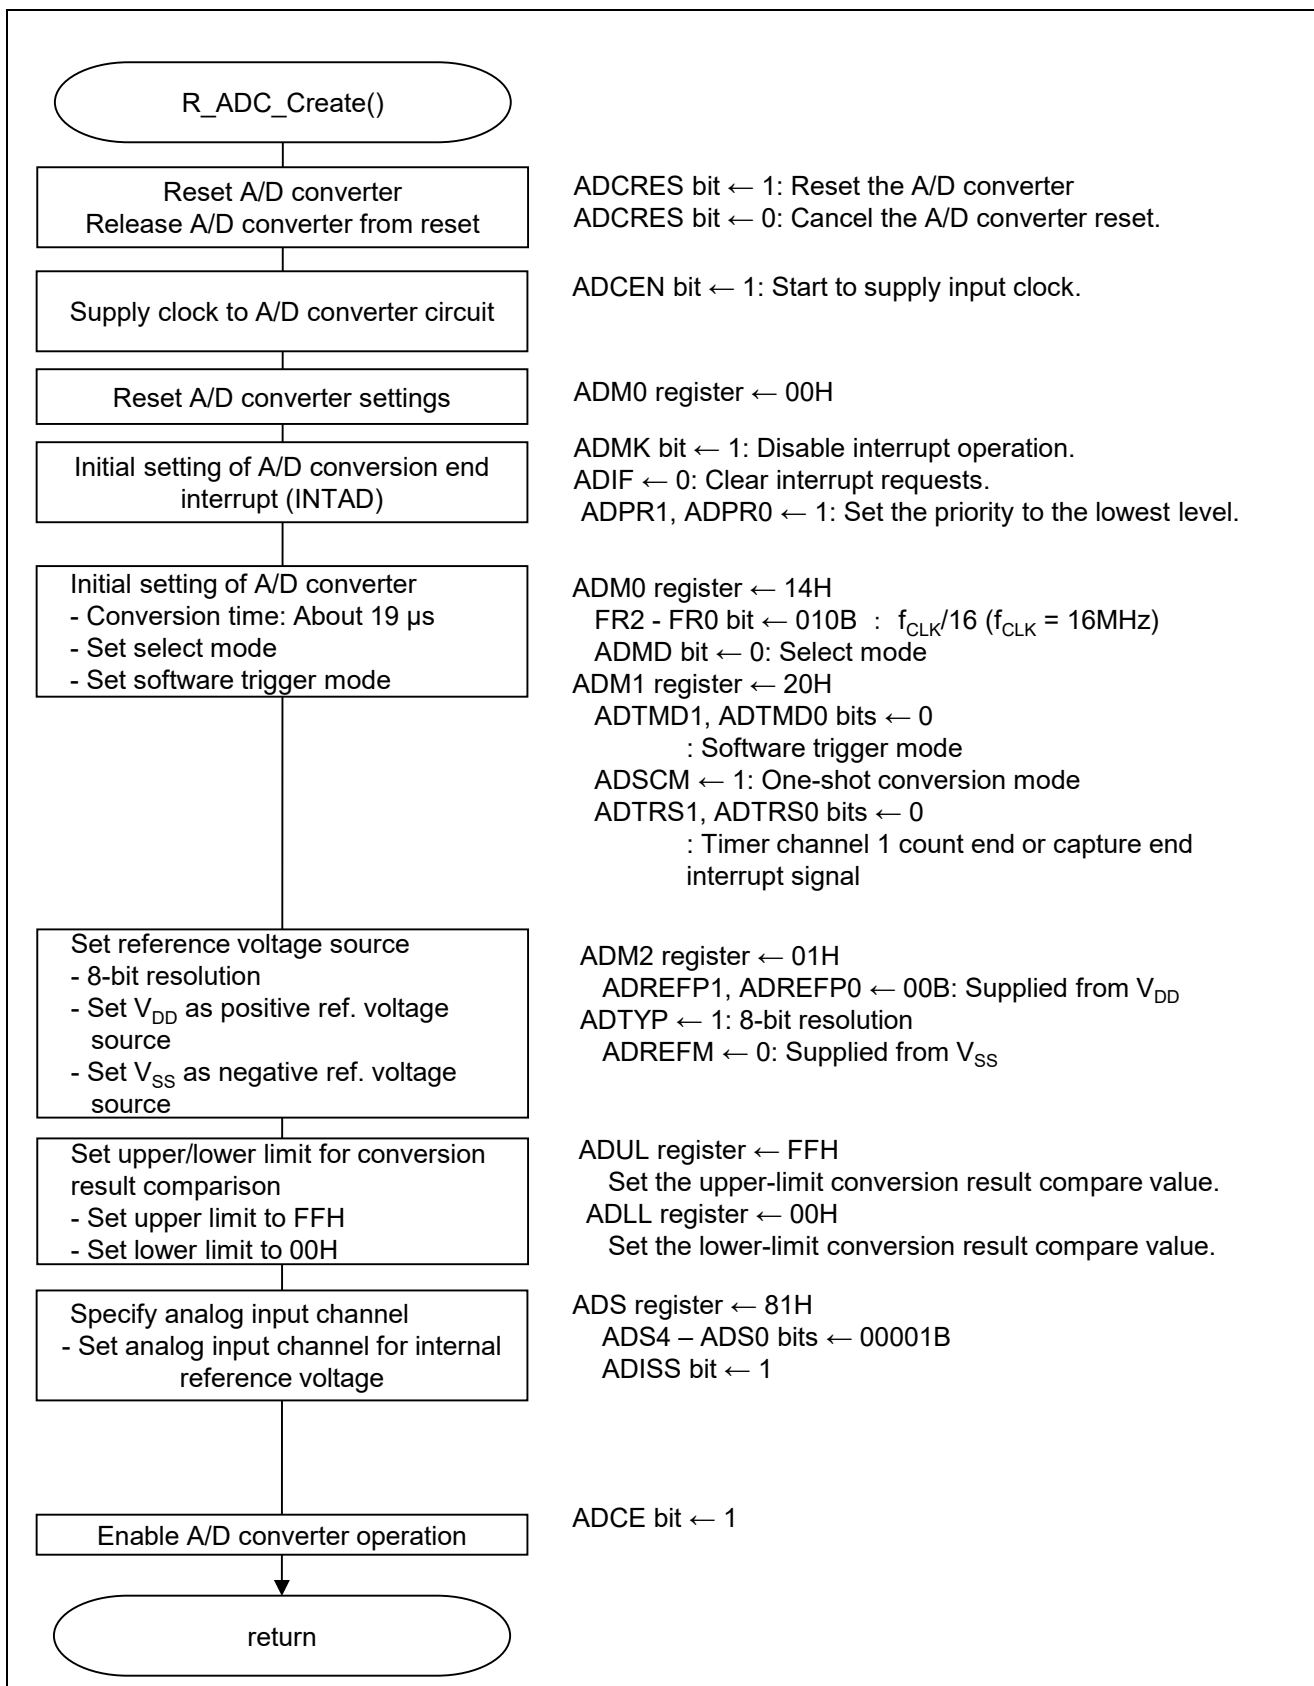 R_ADC_Create()
Reset A/D converter
Release A/D converter from reset
ADCRES bit ← 1: Reset the A/D converter
ADCRES bit ← 0: Cancel the A/D converter reset.
Supply clock to A/D converter circuit
ADCEN bit ← 1: Start to supply input clock.
Reset A/D converter settings
ADM0 register ← 00H
Initial setting of A/D conversion end
interrupt (INTAD)
ADMK bit ← 1: Disable interrupt operation.
ADIF ← 0: Clear interrupt requests.
ADPR1, ADPR0 ← 1: Set the priority to the lowest level.
Initial setting of A/D converter
- Conversion time: About 19 μs
- Set select mode
- Set software trigger mode
ADM0 register ← 14H
FR2 - FR0 bit ← 010B : fCLK/16 (fCLK = 16MHz)
ADMD bit ← 0: Select mode
ADM1 register ← 20H
ADTMD1, ADTMD0 bits ← 0
: Software trigger mode
ADSCM ← 1: One-shot conversion mode
ADTRS1, ADTRS0 bits ← 0
: Timer channel 1 count end or capture end
interrupt signal
Set reference voltage source
- 8-bit resolution
- Set VDD as positive ref. voltage
source
- Set VSS as negative ref. voltage
source
ADM2 register ← 01H
ADREFP1, ADREFP0 ← 00B: Supplied from VDD
ADTYP ← 1: 8-bit resolution
ADREFM ← 0: Supplied from VSS
Set upper/lower limit for conversion
result comparison
- Set upper limit to FFH
- Set lower limit to 00H
ADUL register ← FFH
Set the upper-limit conversion result compare value.
ADLL register ← 00H
Set the lower-limit conversion result compare value.
Specify analog input channel
- Set analog input channel for internal
reference voltage
ADS register ← 81H
ADS4 – ADS0 bits ← 00001B
ADISS bit ← 1
Enable A/D converter operation
ADCE bit ← 1
return